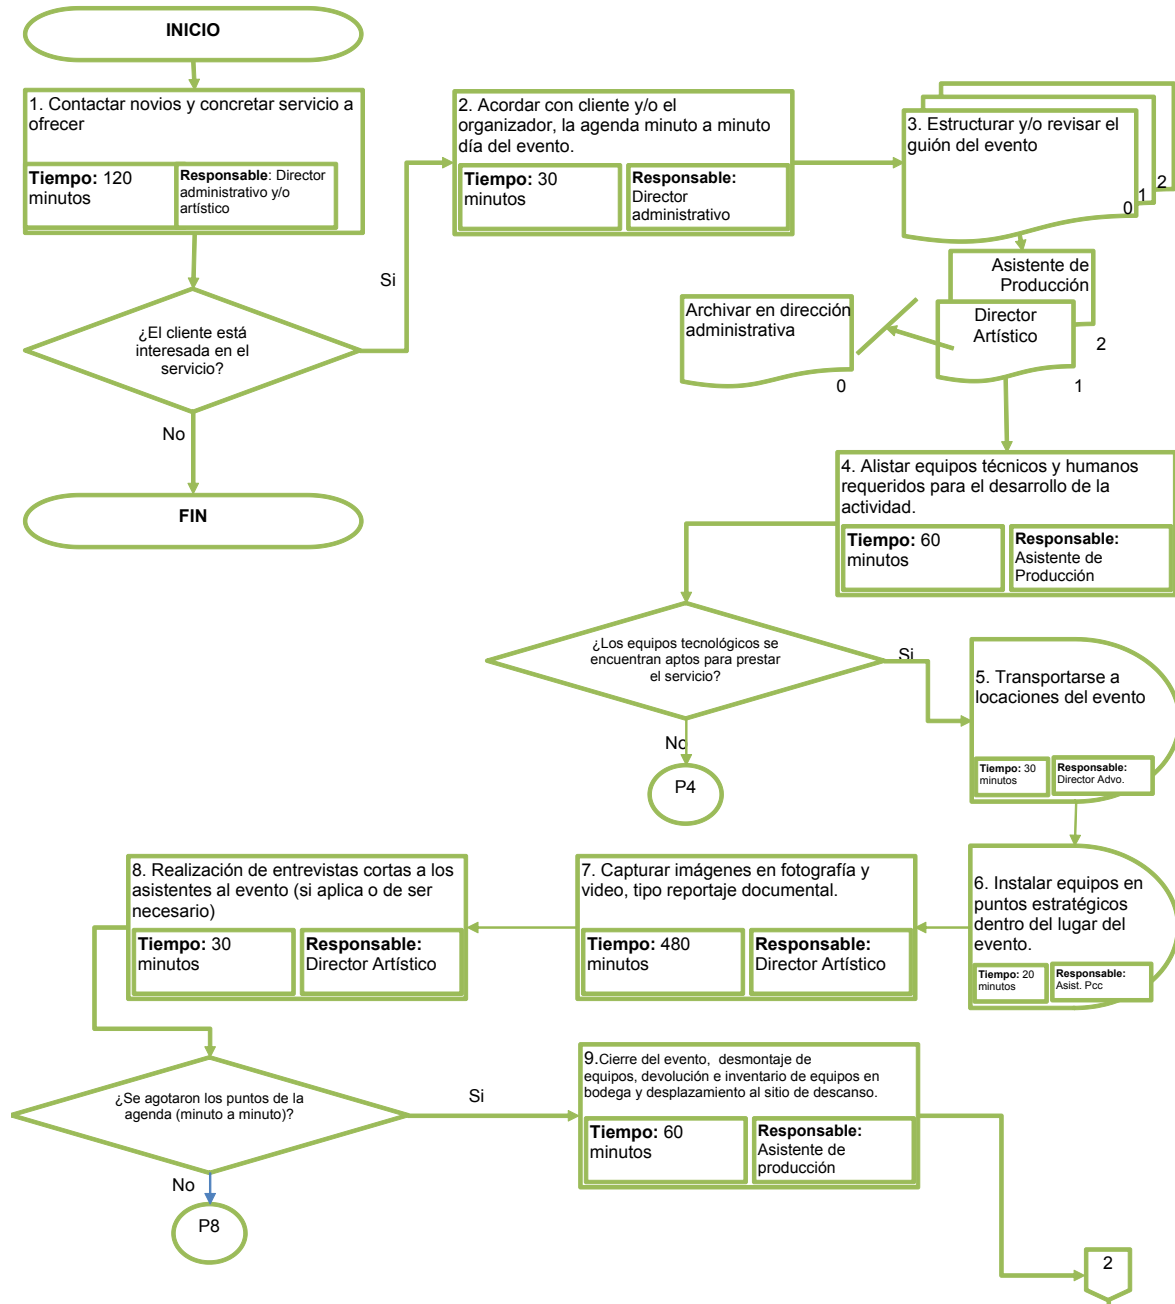 INICIO
1. Contactar novios y concretar servicio a
ofrecer
Tiempo: 120
minutos
Responsable: Director
administrativo y/o
artístico
¿El cliente está
interesada en el
servicio?
Si
No
FIN
2. Acordar con cliente y/o el
organizador, la agenda minuto a minuto
día del evento.
Tiempo: 30
minutos
Responsable:
Director
administrativo
3. Estructurar y/o revisar el
guión del evento
0
1
2
Asistente de
Producción
2
Director
Artístico
1
Archivar en dirección
administrativa
0
4. Alistar equipos técnicos y humanos
requeridos para el desarrollo de la
actividad.
Tiempo: 60
minutos
Responsable:
Asistente de
Producción
¿Los equipos tecnológicos se
encuentran aptos para prestar
el servicio?
Si
No
P4
5. Transportarse a
locaciones del evento
Tiempo: 30
minutos
Responsable:
Director Advo.
6. Instalar equipos en
puntos estratégicos
dentro del lugar del
evento.
Tiempo: 20
minutos
Responsable:
Asist. Pcc
7. Capturar imágenes en fotografía y
video, tipo reportaje documental.
Tiempo: 480
minutos
Responsable:
Director Artístico
8. Realización de entrevistas cortas a los
asistentes al evento (si aplica o de ser
necesario)
Tiempo: 30
minutos
Responsable:
Director Artístico
¿Se agotaron los puntos de la
agenda (minuto a minuto)?
Si
No
P8
9.Cierre del evento, desmontaje de
equipos, devolución e inventario de equipos en
bodega y desplazamiento al sitio de descanso.
Tiempo: 60
minutos
Responsable:
Asistente de
producción
2